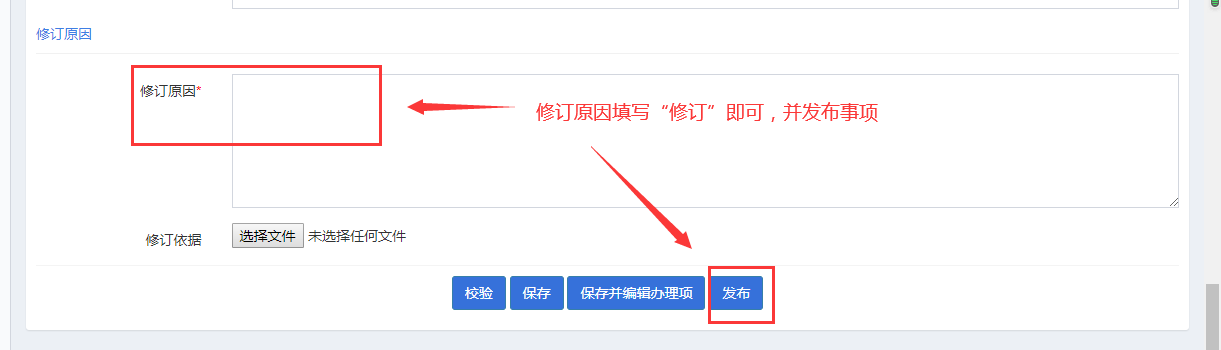 修订原因
修订原因*
修订原因填写“修订”即可，并发布事项
修订依据 选择文件 未选择任何文件
校验 保存 保存并编辑办理项 发布